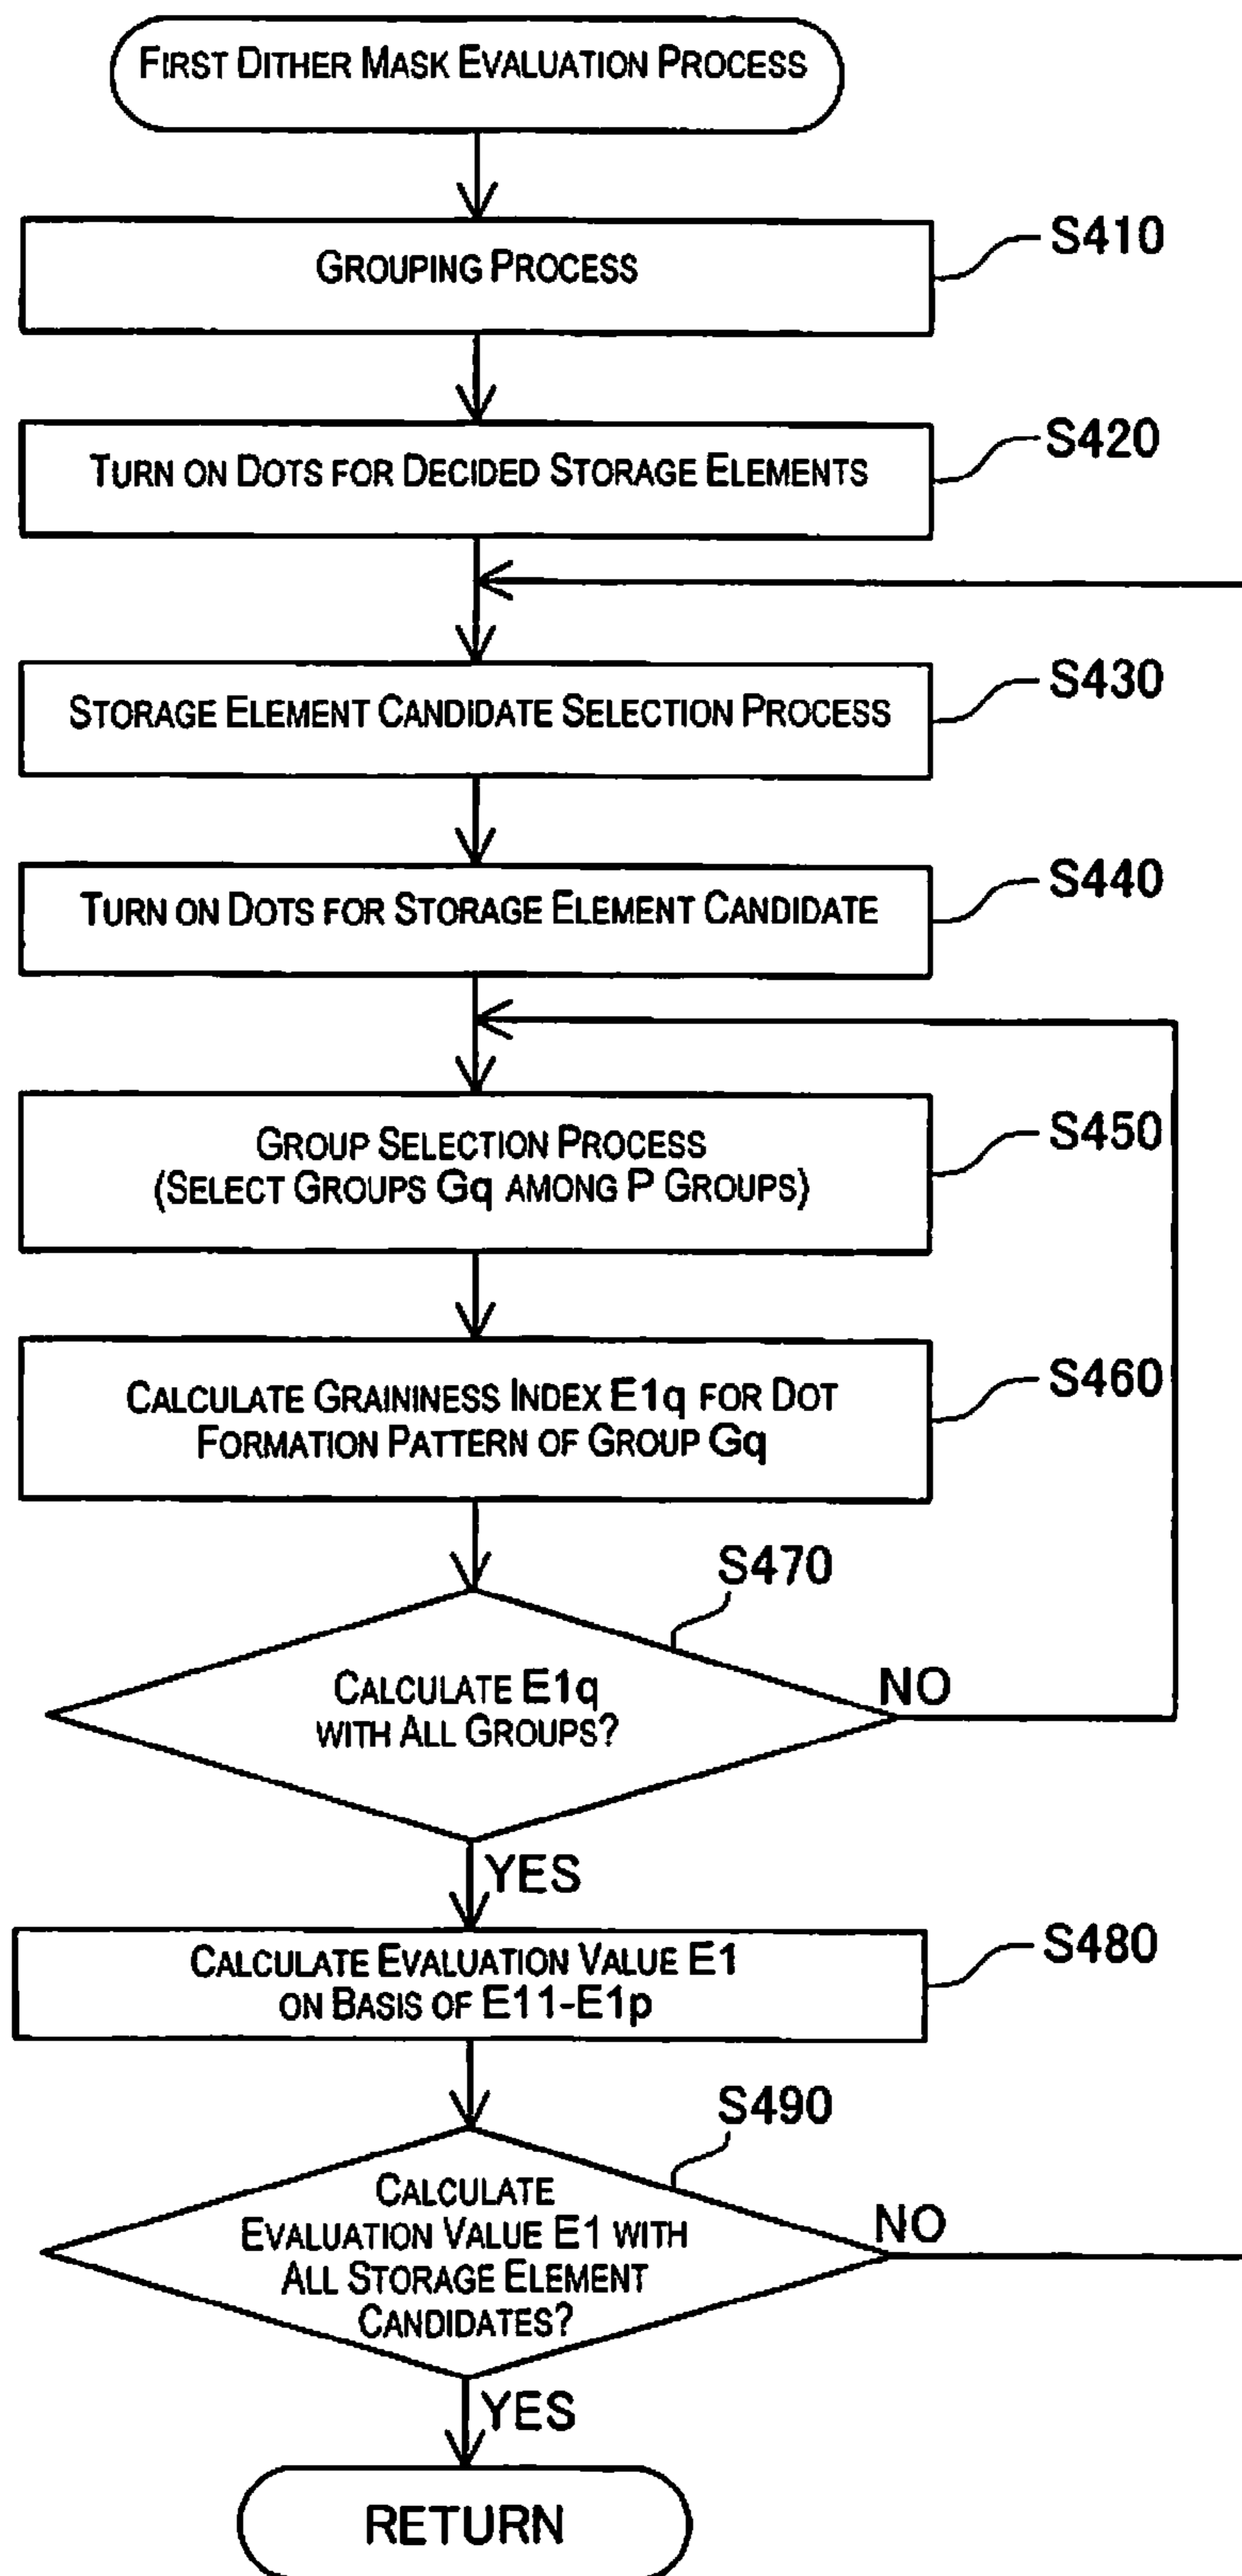 FIRST DITHER MASK EVALUATION PROCESS
GROUPING PROCESS
S410
TURN ON DOTS FOR DECIDED STORAGE ELEMENTS
S420
STORAGE ELEMENT CANDIDATE SELECTION PROCESS
S430
TURN ON DOTS FOR STORAGE ELEMENT CANDIDATE
S440
GROUP SELECTION PROCESS
(SELECT GROUPS Gq AMONG P GROUPS)
S450
CALCULATE GRAININESS INDEX E1q FOR DOT
FORMATION PATTERN OF GROUP Gq
S460
S470
CALCULATE E1q
WITH ALL GROUPS?
NO
YES
CALCULATE EVALUATION VALUE E1
ON BASIS OF E11-E1p
S480
S490
CALCULATE
EVALUATION VALUE E1 WITH
ALL STORAGE ELEMENT
CANDIDATES?
NO
YES
RETURN